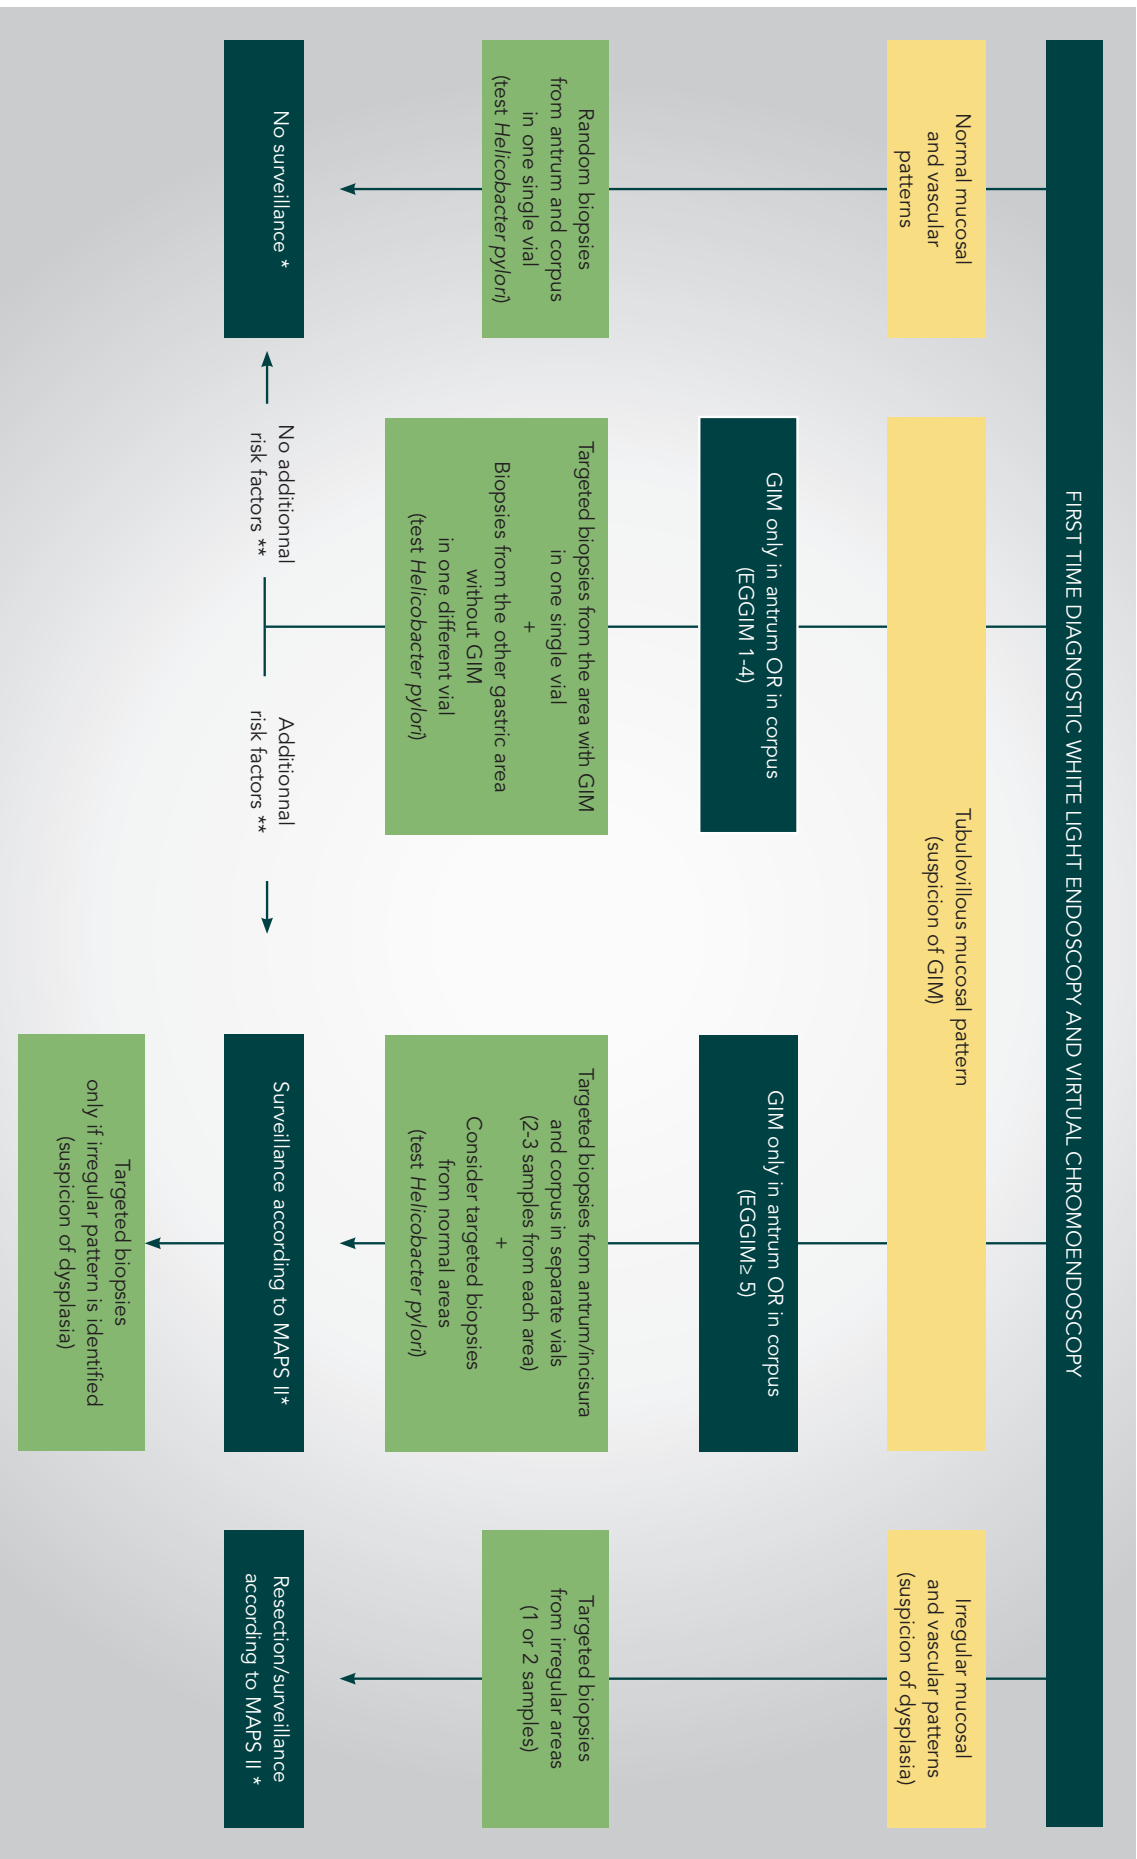 FIRST TIME DIAGNOSTIC WHITE LIGHT ENDOSCOPY AND VIRTUAL CHROMOENDOSCOPY
Normal mucosal
and vascular
patterns
Tubulovillous mucosal pattern
(suspicion of GIM)
Irregular mucosal
and vascular patterns
(suspicion of dysplasia)
GIM only in antrum OR in corpus
(EGGIM 1-4)
GIM only in antrum OR in corpus
(EGGIM≥ 5)
Random biopsies
from antrum and corpus
in one single vial
(test Helicobacter pylori)
Targeted biopsies from the area with GIM
in one single vial
+
Biopsies from the other gastric area
without GIM
in one different vial
(test Helicobacter pylori)
Targeted biopsies from antrum/incisura
and corpus in separate vials
(2-3 samples from each area)
+
Consider targeted biopsies
from normal areas
(test Helicobacter pylori)
Targeted biopsies
from irregular areas
(1 or 2 samples)
No surveillance *
No additionnal
risk factors **
Additionnal
risk factors **
Surveillance according to MAPS II*
Resection/surveillance
according to MAPS II *
Targeted biopsies
only if irregular pattern is identified
(suspicion of dysplasia)